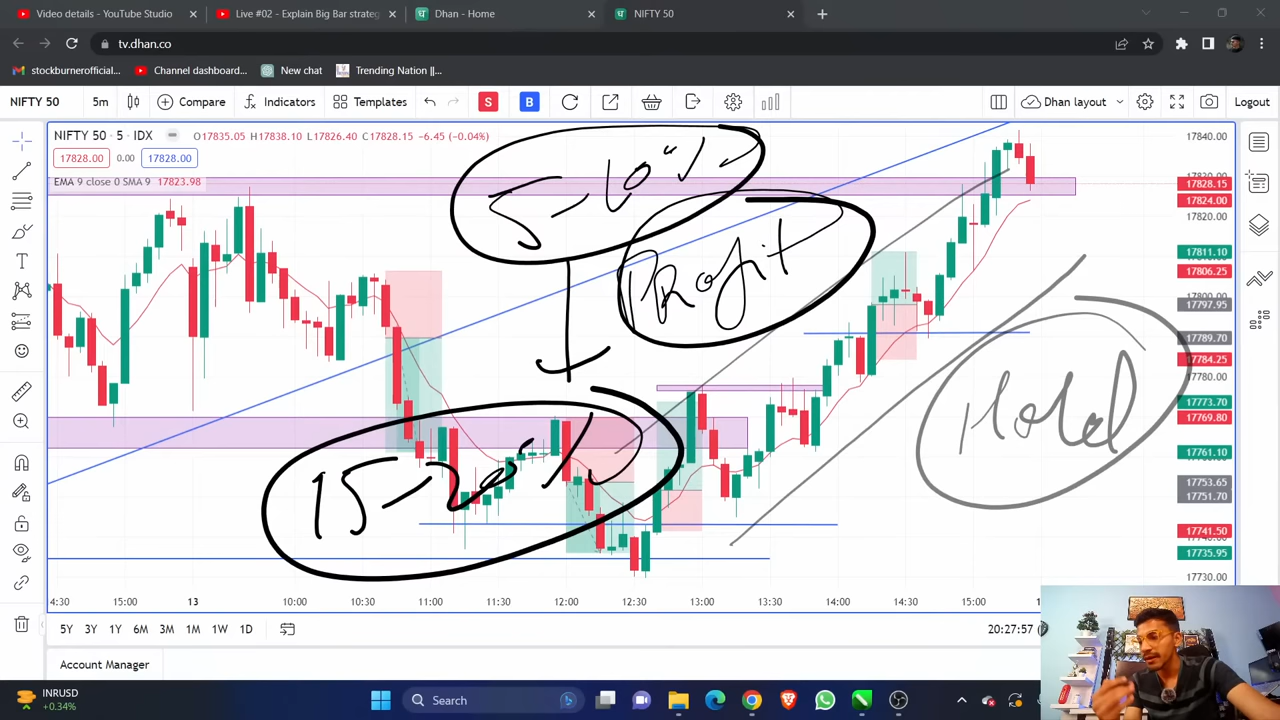 Video details - YouTube Studio
Live #02 - Explain Big Bar strateg
Dhan - Home
NIFTY 50
tv.dhan.co
stockburnerofficial...
Channel dashboard...
New chat
Trending Nation ||...
NIFTY 50
5m
Compare
Indicators
Templates
S
B
Dhan layout
Logout
NIFTY 50 · 5 · IDX
O17835.05 H17838.10 L17826.40 C17828.15 -6.45 (-0.04%)
17828.00 0.00 17828.00
EMA 9 close 0 SMA 9 17823.98
5-10%
Profit
15-20%
Hold
17840.00
17828.15
17824.00
17820.00
17811.10
17806.25
17800.00
17797.95
17789.70
17784.25
17780.00
17773.70
17769.80
17761.10
17753.65
17751.70
17741.50
17735.95
17730.00
4:30 15:00 13 10:00 10:30 11:00 11:30 12:00 12:30 13:00 13:30 14:00 14:30 15:00
5Y 3Y 1Y 6M 3M 1M 1W 1D
20:27:57
Account Manager
INRUSD
+0.34%
Search